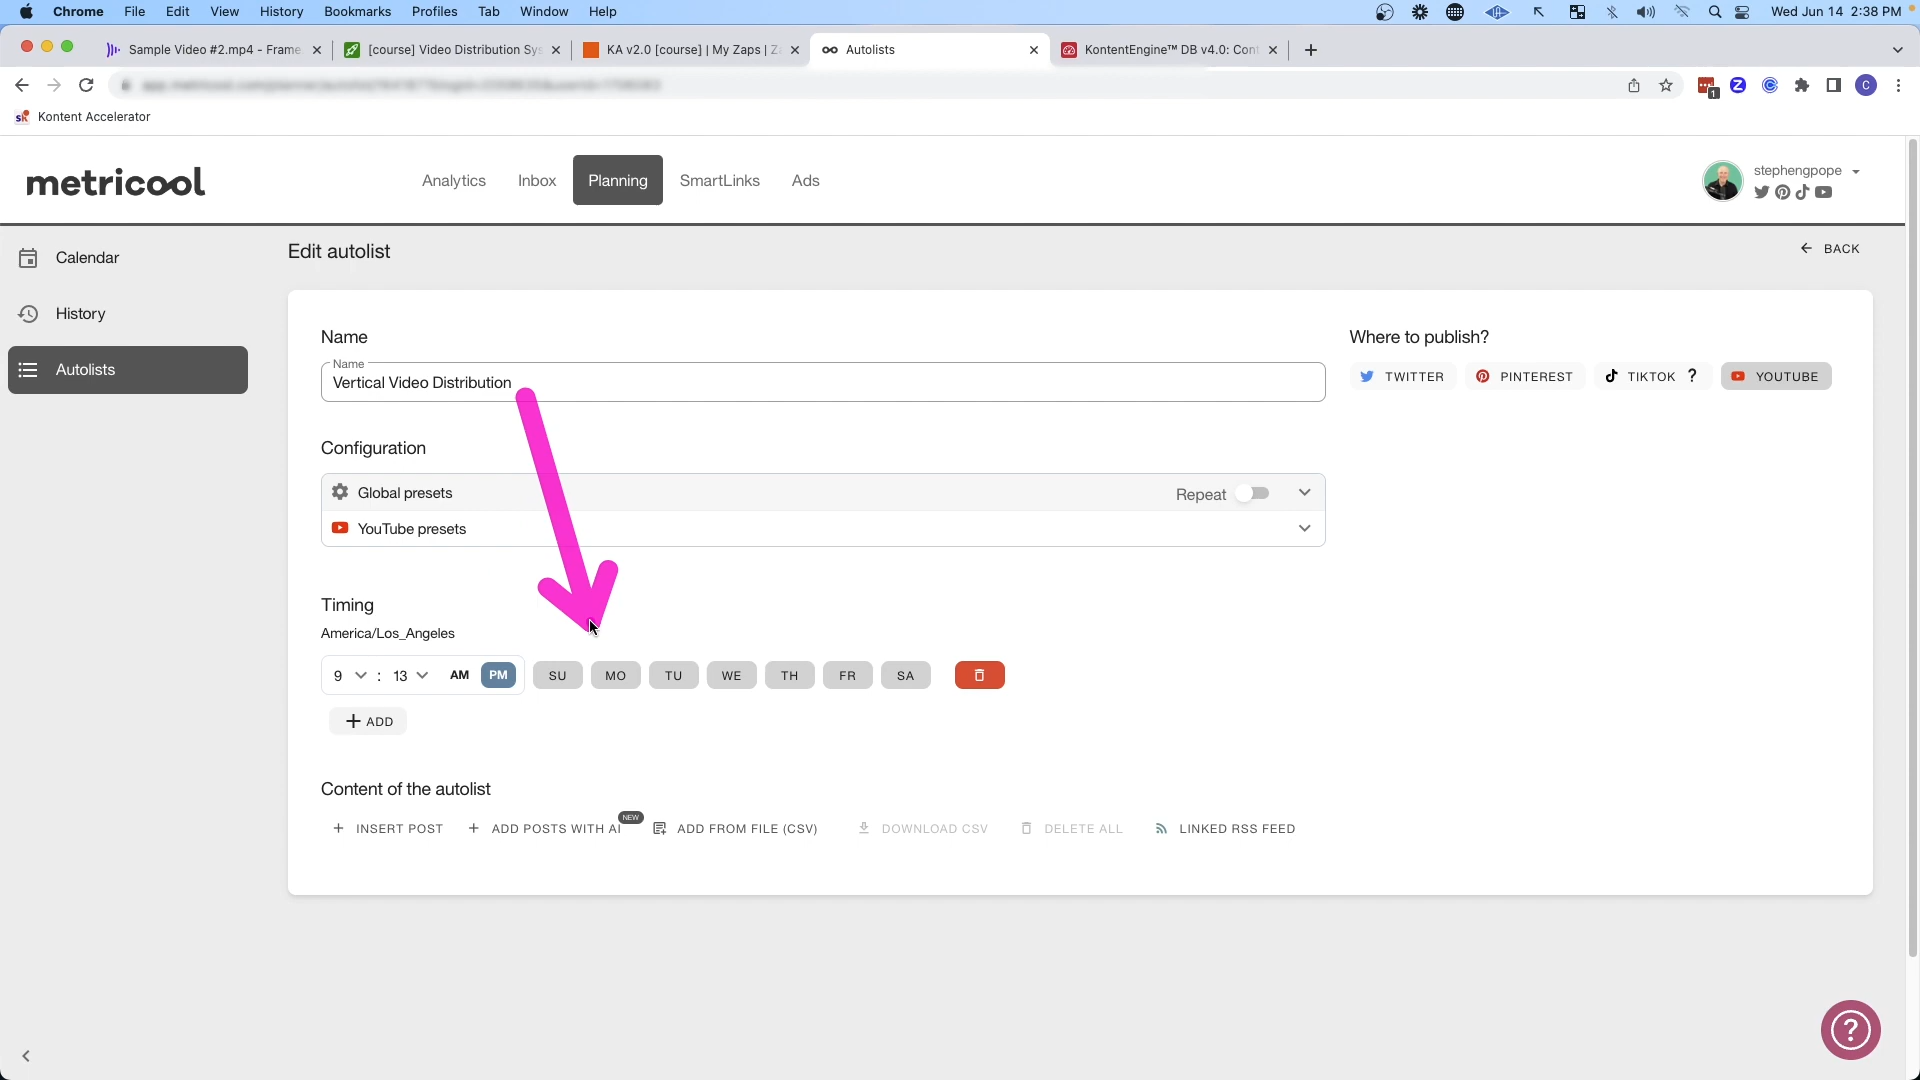 Chrome File Edit View History Bookmarks Profiles Tab Window Help Wed Jun 14 2:38 PM
Sample Video #2.mp4 - Frame [course] Video Distribution Sys KA v2.0 [course] | My Zaps | Za Autolists KontentEngine™ DB v4.0: Cont
1 C
sk Kontent Accelerator
metricool Analytics Inbox Planning SmartLinks Ads stephengpope
Calendar
History
Autolists
Edit autolist BACK
Name
Name
Vertical Video Distribution
Where to publish?
TWITTER PINTEREST TIKTOK ? YOUTUBE
Configuration
Global presets Repeat
YouTube presets
Timing
America/Los_Angeles
9 : 13 AM PM SU MO TU WE TH FR SA
+ ADD
Content of the autolist
+ INSERT POST + ADD POSTS WITH AI NEW ADD FROM FILE (CSV) DOWNLOAD CSV DELETE ALL LINKED RSS FEED
?